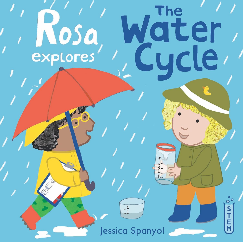 Rosa
explores
The
Water
Cycle
Jessica Spanyol
STEM